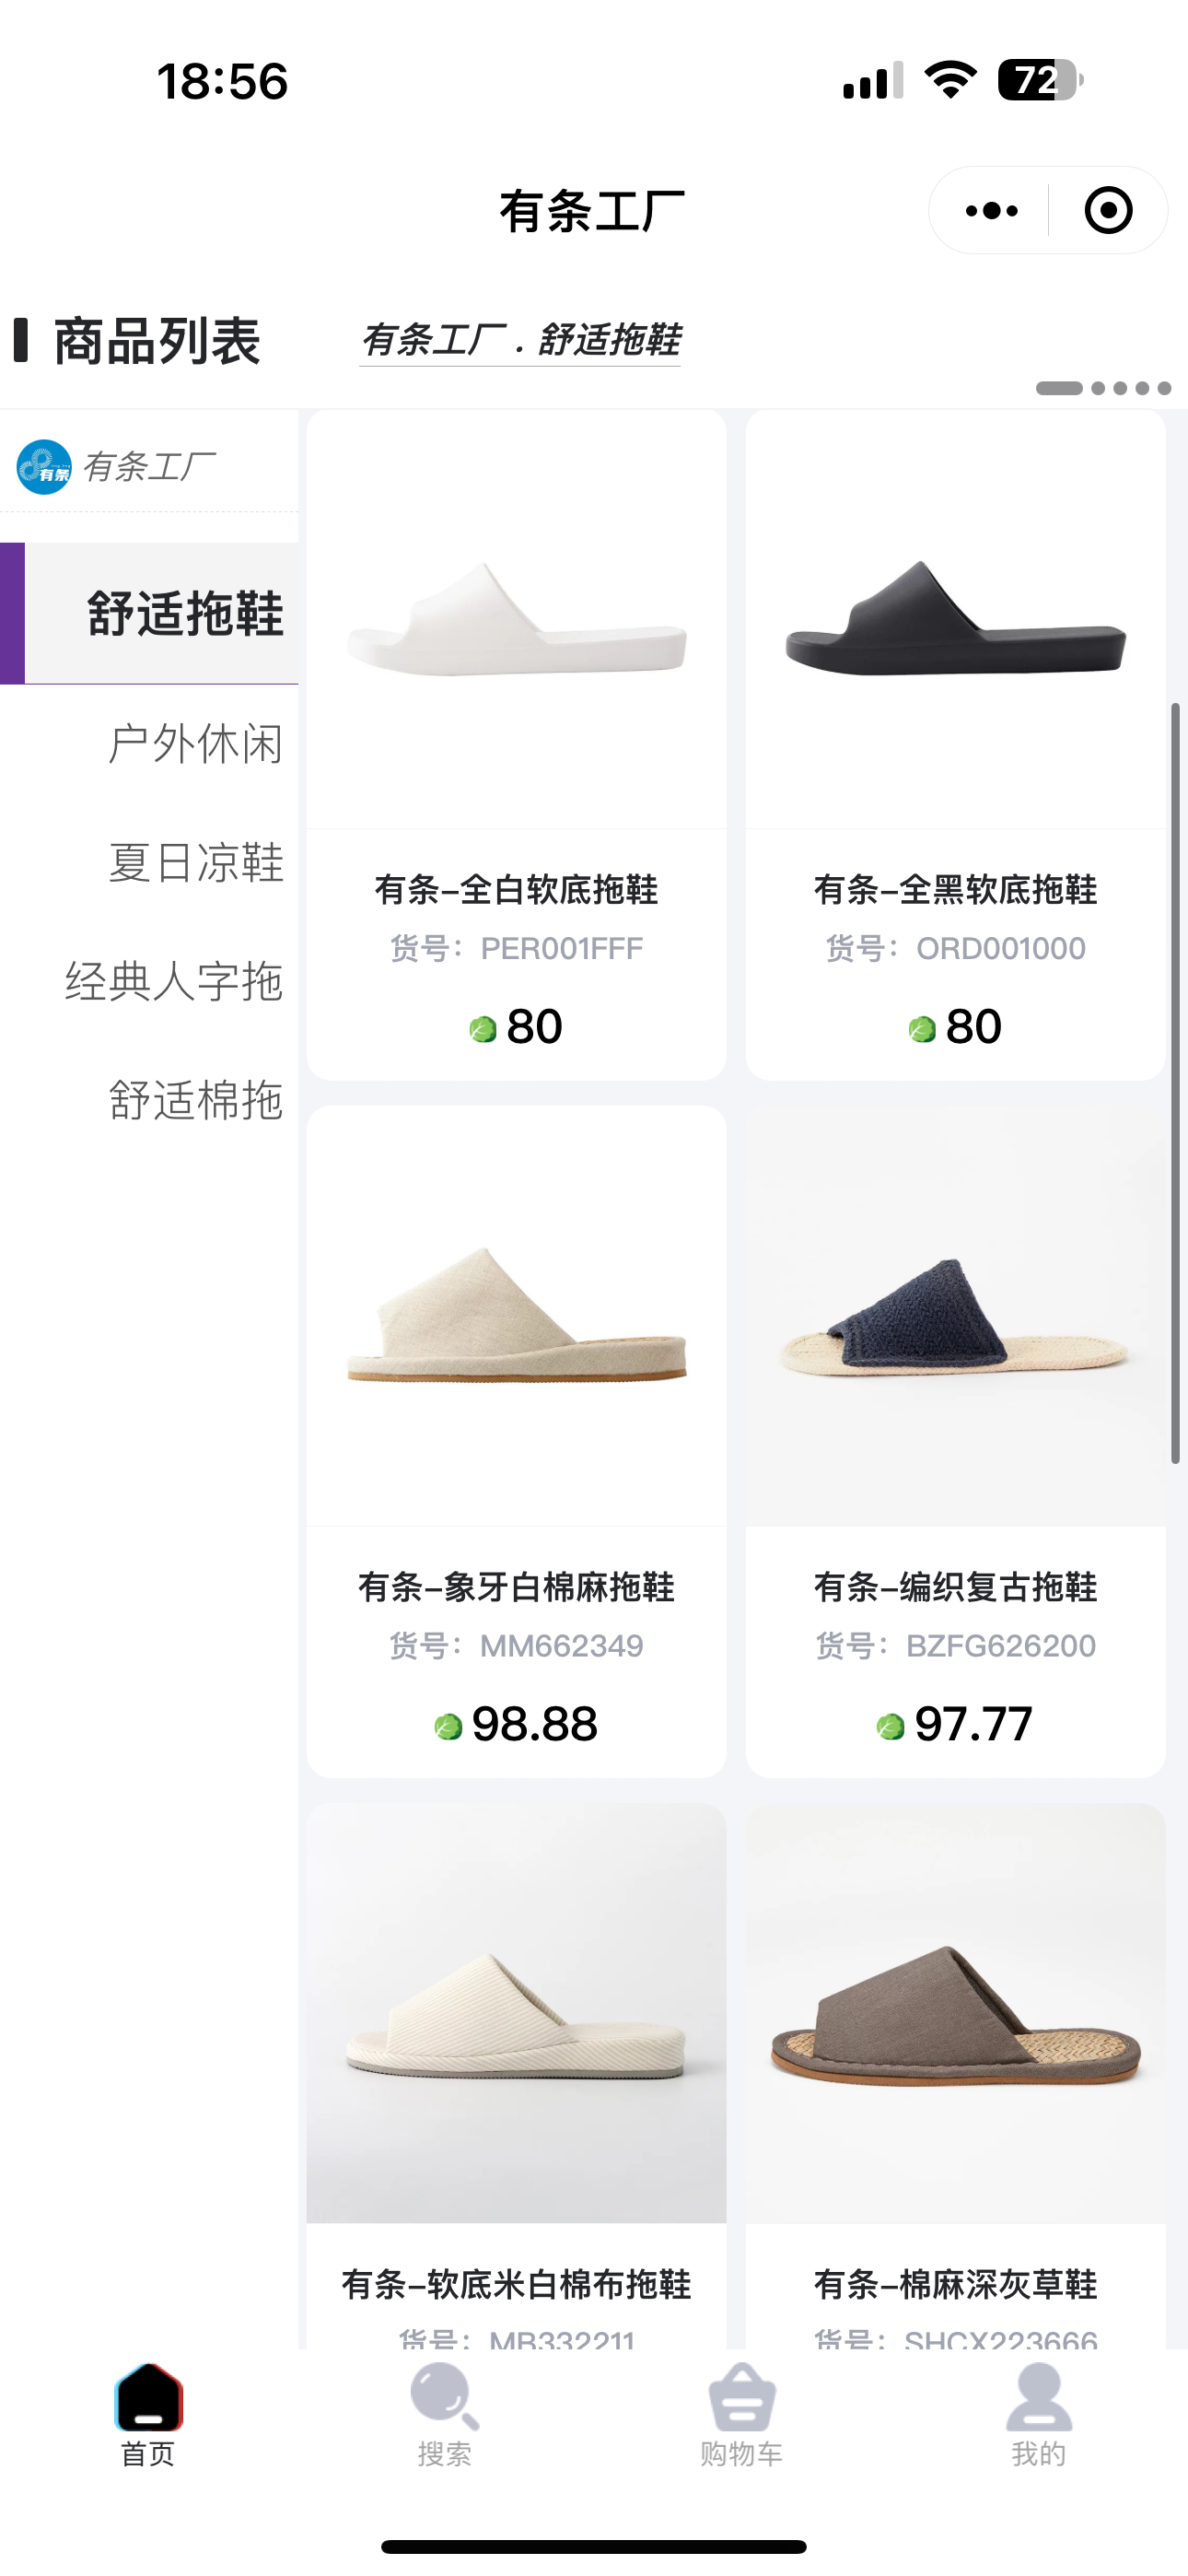 18:56
72
有条工厂
商品列表
有条工厂 . 舒适拖鞋
有条
有条工厂
舒适拖鞋
户外休闲
夏日凉鞋
经典人字拖
舒适棉拖
有条-全白软底拖鞋
货号：PER001FFF
80
有条-全黑软底拖鞋
货号：ORD001000
80
有条-象牙白棉麻拖鞋
货号：MM662349
98.88
有条-编织复古拖鞋
货号：BZFG626200
97.77
有条-软底米白棉布拖鞋
货号：MB332211
有条-棉麻深灰草鞋
货号：SHCX223666
首页
搜索
购物车
我的